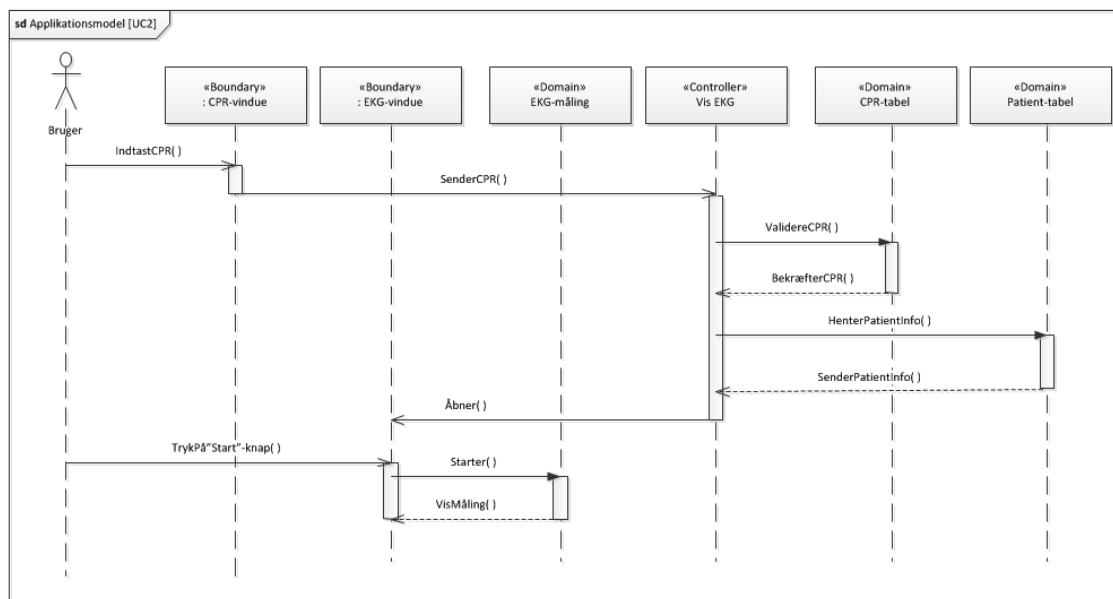 sd Applikationsmodel [UC2]
Bruger
«Boundary»
: CPR-vindue
«Boundary»
: EKG-vindue
«Domain»
EKG-måling
«Controller»
Vis EKG
«Domain»
CPR-tabel
«Domain»
Patient-tabel
IndtastCPR( )
SenderCPR( )
ValidereCPR( )
BekræfterCPR( )
HenterPatientInfo( )
SenderPatientInfo( )
Åbner( )
TrykPå"Start"-knap( )
Starter( )
VisMåling( )